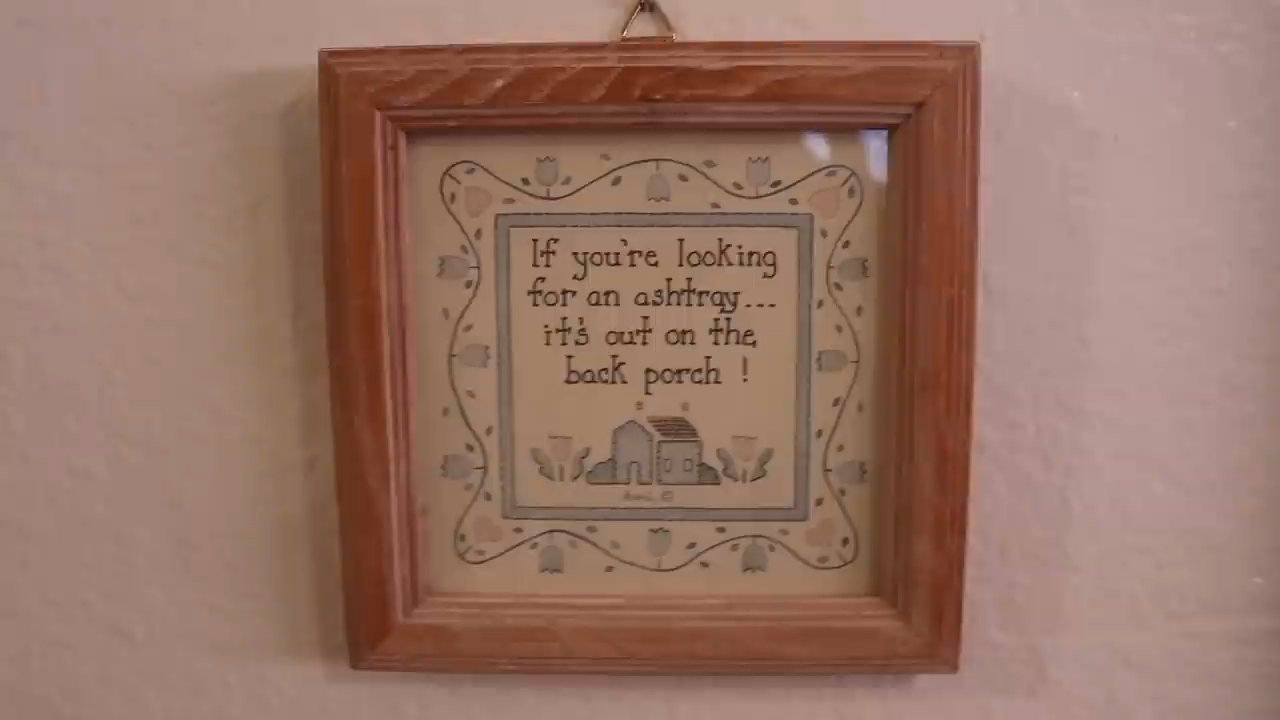 If you're looking
for an ashtray...
it's out on the
back porch !